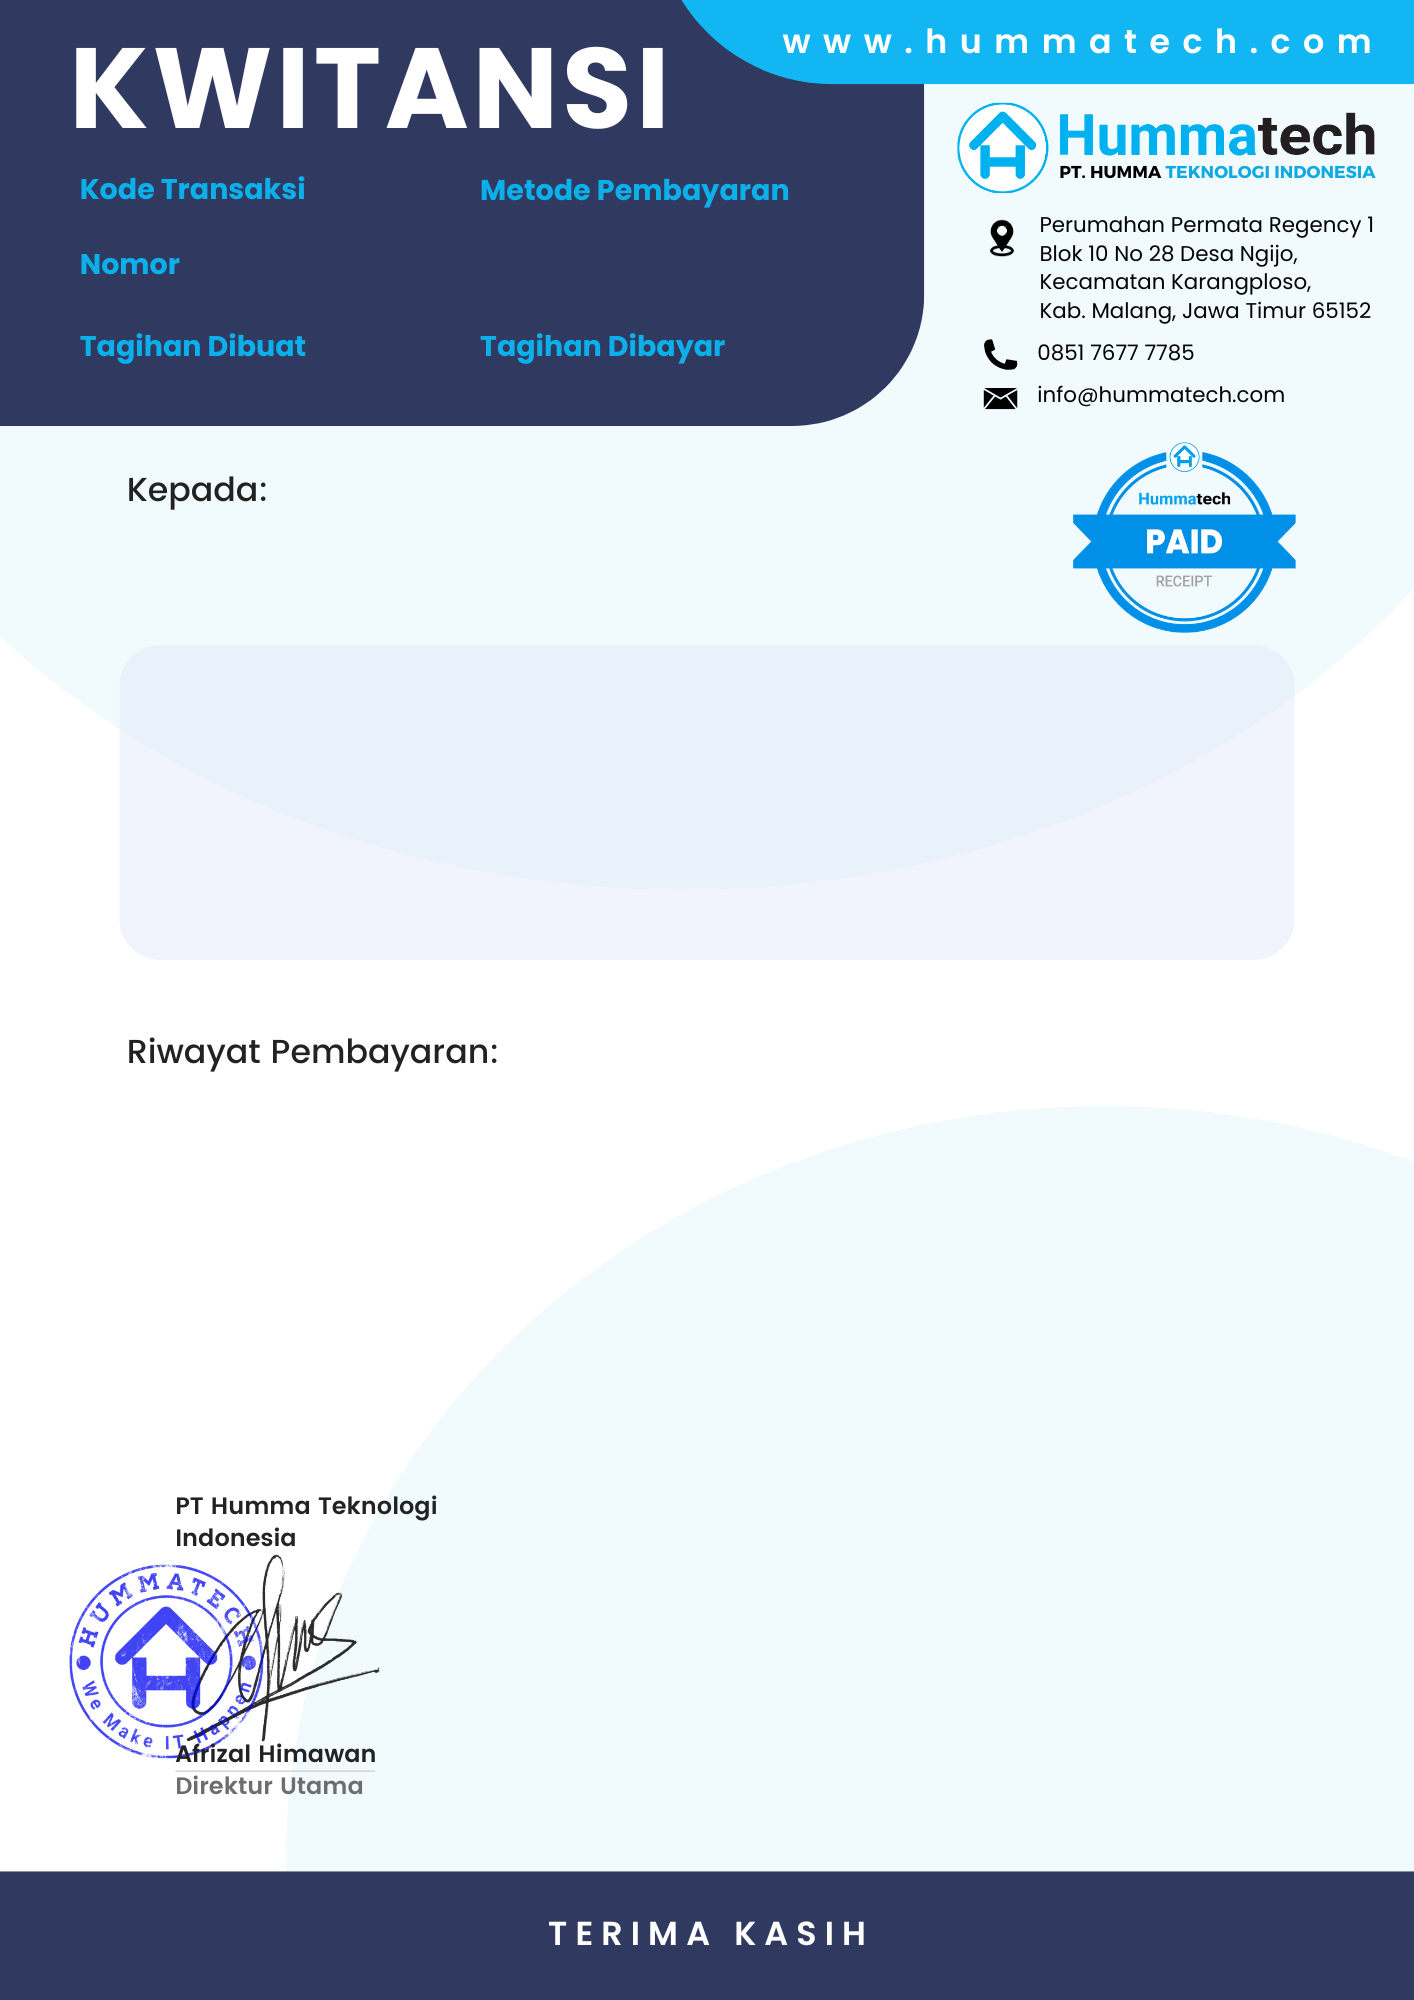 www.hummatech.com
KWITANSI
Kode Transaksi
Metode Pembayaran
Nomor
Tagihan Dibuat
Tagihan Dibayar
Hummatech
PT. HUMMA TEKNOLOGI INDONESIA
Perumahan Permata Regency 1
Blok 10 No 28 Desa Ngijo,
Kecamatan Karangploso,
Kab. Malang, Jawa Timur 65152
0851 7677 7785
info@hummatech.com
Kepada:
Hummatech
PAID
RECEIPT
Riwayat Pembayaran:
PT Humma Teknologi
Indonesia
HUMMATECH
We Make IT Happen
Afrizal Himawan
Direktur Utama
TERIMA KASIH